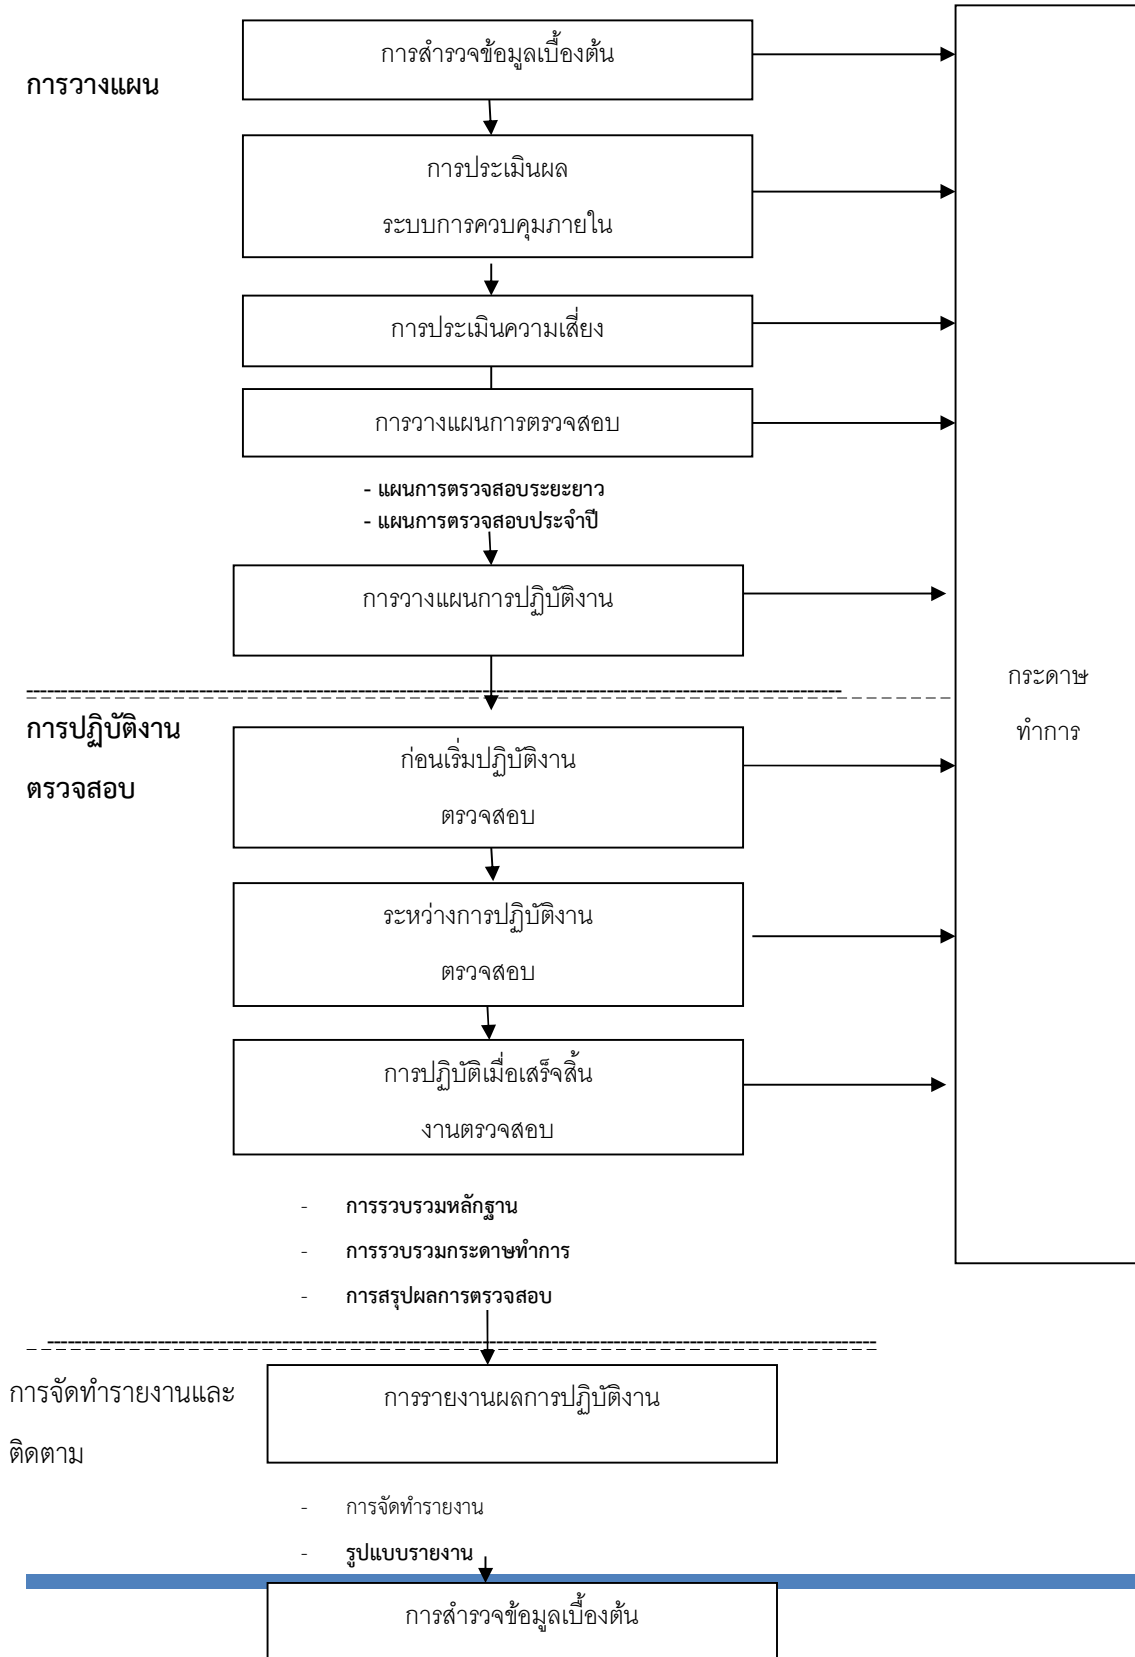 การสำรวจข้อมูลเบื้องต้น
การวางแผน
การประเมินผล
ระบบการควบคุมภายใน
การประเมินความเสี่ยง
การวางแผนการตรวจสอบ
- แผนการตรวจสอบระยะยาว
- แผนการตรวจสอบประจำปี
การวางแผนการปฏิบัติงาน
กระดาษ
ทำการ
การปฏิบัติงาน
ตรวจสอบ
ก่อนเริ่มปฏิบัติงาน
ตรวจสอบ
ระหว่างการปฏิบัติงาน
ตรวจสอบ
การปฏิบัติเมื่อเสร็จสิ้น
งานตรวจสอบ
- การรวบรวมหลักฐาน
- การรวบรวมกระดาษทำการ
- การสรุปผลการตรวจสอบ
การจัดทำรายงานและ
ติดตาม
การรายงานผลการปฏิบัติงาน
- การจัดทำรายงาน
- รูปแบบรายงาน
การสำรวจข้อมูลเบื้องต้น